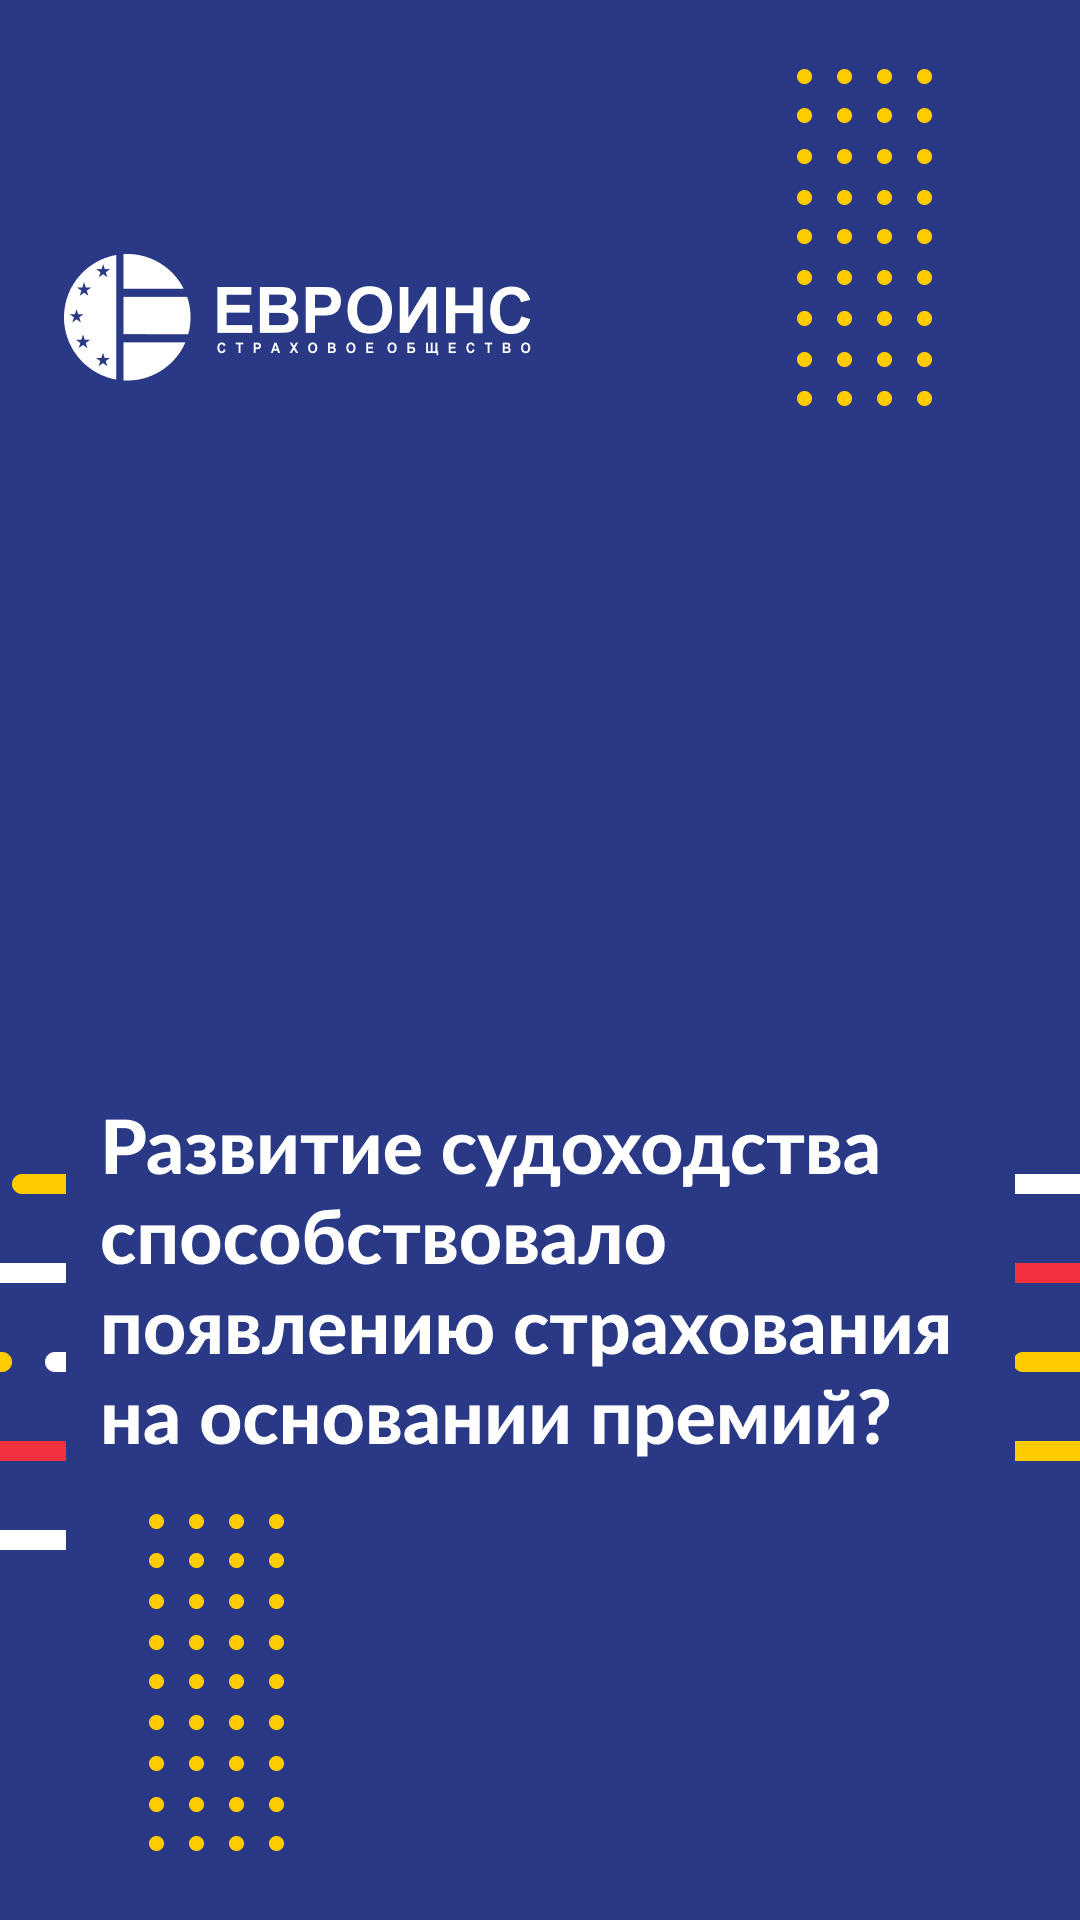 ЕВРОИНС
СТРАХОВОЕ ОБЩЕСТВО
Развитие судоходства
способствовало
появлению страхования
на основании премий?